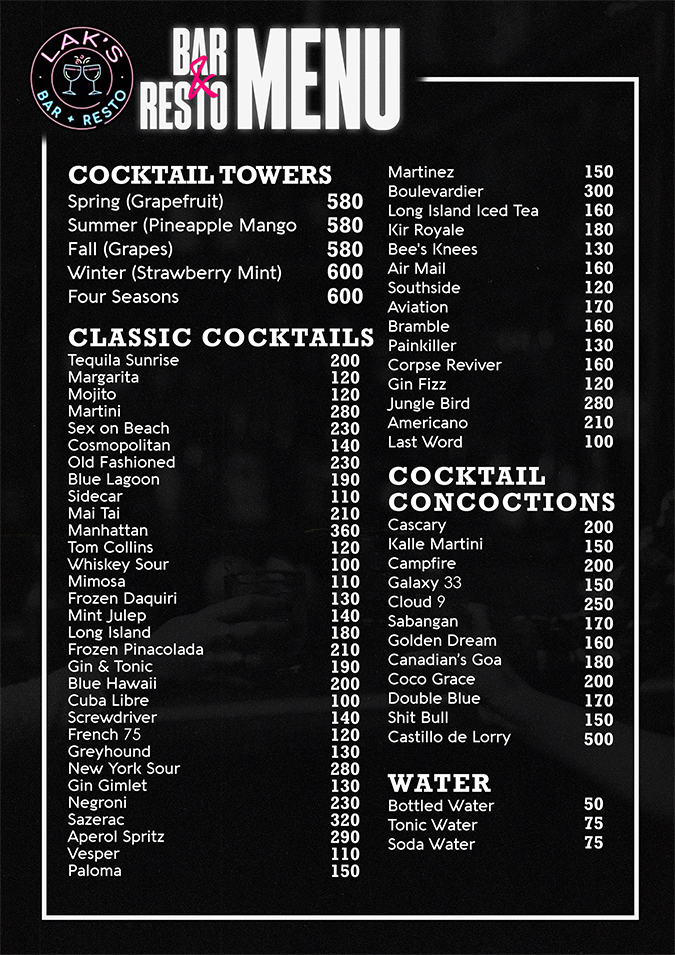 LAK'S
BAR + RESTO
BAR
&
RESTO
MENU
COCKTAIL TOWERS
Spring (Grapefruit) 580
Summer (Pineapple Mango 580
Fall (Grapes) 580
Winter (Strawberry Mint) 600
Four Seasons 600
CLASSIC COCKTAILS
Tequila Sunrise 200
Margarita 120
Mojito 120
Martini 280
Sex on Beach 230
Cosmopolitan 140
Old Fashioned 230
Blue Lagoon 190
Sidecar 110
Mai Tai 210
Manhattan 360
Tom Collins 120
Whiskey Sour 100
Mimosa 110
Frozen Daquiri 130
Mint Julep 140
Long Island 180
Frozen Pinacolada 210
Gin & Tonic 190
Blue Hawaii 200
Cuba Libre 100
Screwdriver 140
French 75 120
Greyhound 130
New York Sour 280
Gin Gimlet 130
Negroni 230
Sazerac 320
Aperol Spritz 290
Vesper 110
Paloma 150
Martinez 150
Boulevardier 300
Long Island Iced Tea 160
Kir Royale 180
Bee's Knees 130
Air Mail 160
Southside 120
Aviation 170
Bramble 160
Painkiller 130
Corpse Reviver 160
Gin Fizz 120
Jungle Bird 280
Americano 210
Last Word 100
COCKTAIL
CONCOCTIONS
Cascary 200
Kalle Martini 150
Campfire 200
Galaxy 33 150
Cloud 9 250
Sabangan 170
Golden Dream 160
Canadian's Goa 180
Coco Grace 200
Double Blue 170
Shit Bull 150
Castillo de Lorry 500
WATER
Bottled Water 50
Tonic Water 75
Soda Water 75